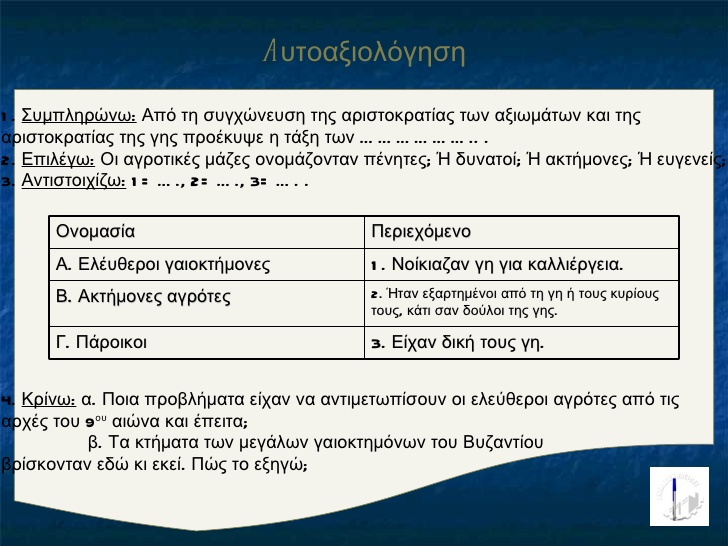 Αυτοαξιολόγηση
1. Συμπληρώνω: Από τη συγχώνευση της αριστοκρατίας των αξιωμάτων και της
αριστοκρατίας της γης προέκυψε η τάξη των … … … … … … .. .
2. Επιλέγω: Οι αγροτικές μάζες ονομάζονταν πένητες; Ή δυνατοί; Ή ακτήμονες; Ή ευγενείς;
3. Αντιστοιχίζω: 1= … ., 2= … ., 3= … . .
Ονομασία Περιεχόμενο
Α. Ελεύθεροι γαιοκτήμονες 1. Νοίκιαζαν γη για καλλιέργεια.
Β. Ακτήμονες αγρότες 2. Ήταν εξαρτημένοι από τη γη ή τους κυρίους
τους, κάτι σαν δούλοι της γης.
Γ. Πάροικοι 3. Είχαν δική τους γη.
4. Κρίνω: α. Ποια προβλήματα είχαν να αντιμετωπίσουν οι ελεύθεροι αγρότες από τις
αρχές του 9ου αιώνα και έπειτα;
β. Τα κτήματα των μεγάλων γαιοκτημόνων του Βυζαντίου
βρίσκονταν εδώ κι εκεί. Πώς το εξηγώ;